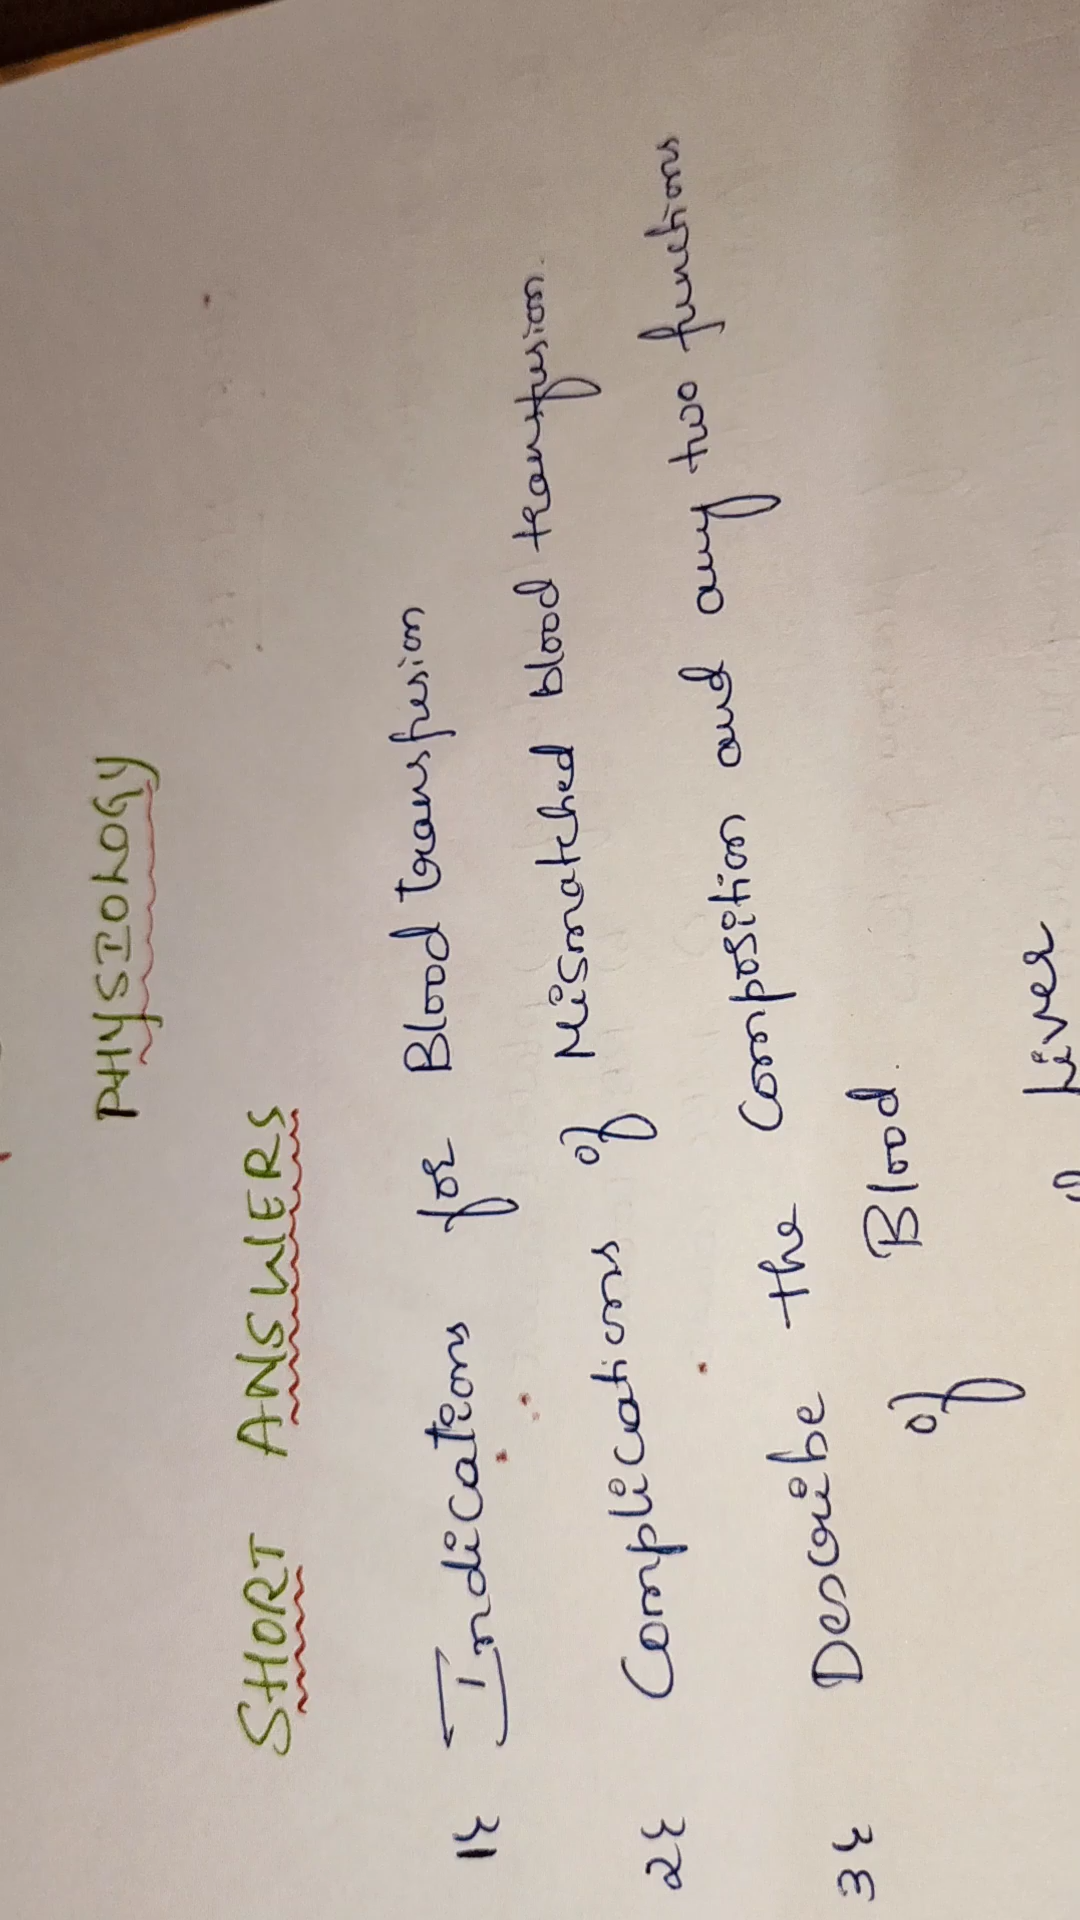 PHYSIOLOGY
SHORT ANSWERS
1} Indications for Blood transfusion
2} Complications of Mismatched blood transfusion.
3} Describe the composition and any two functions
of Blood.
Liver